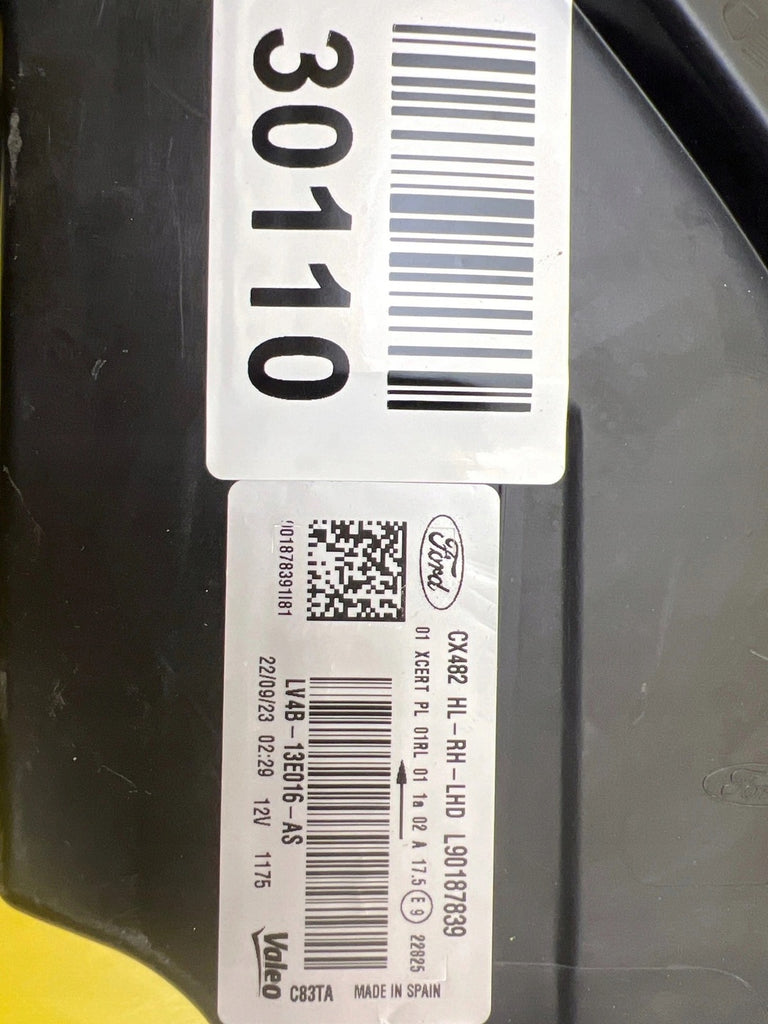 30110
Ford
CX482 HL-RH-LHD L90187839
01 XCERT PL 01RL 01 1a 02 A 17.5 E9 22825
LV4B-13E016-AS
22/09/23 02:29 12V 1175
Valeo
C83TA MADE IN SPAIN